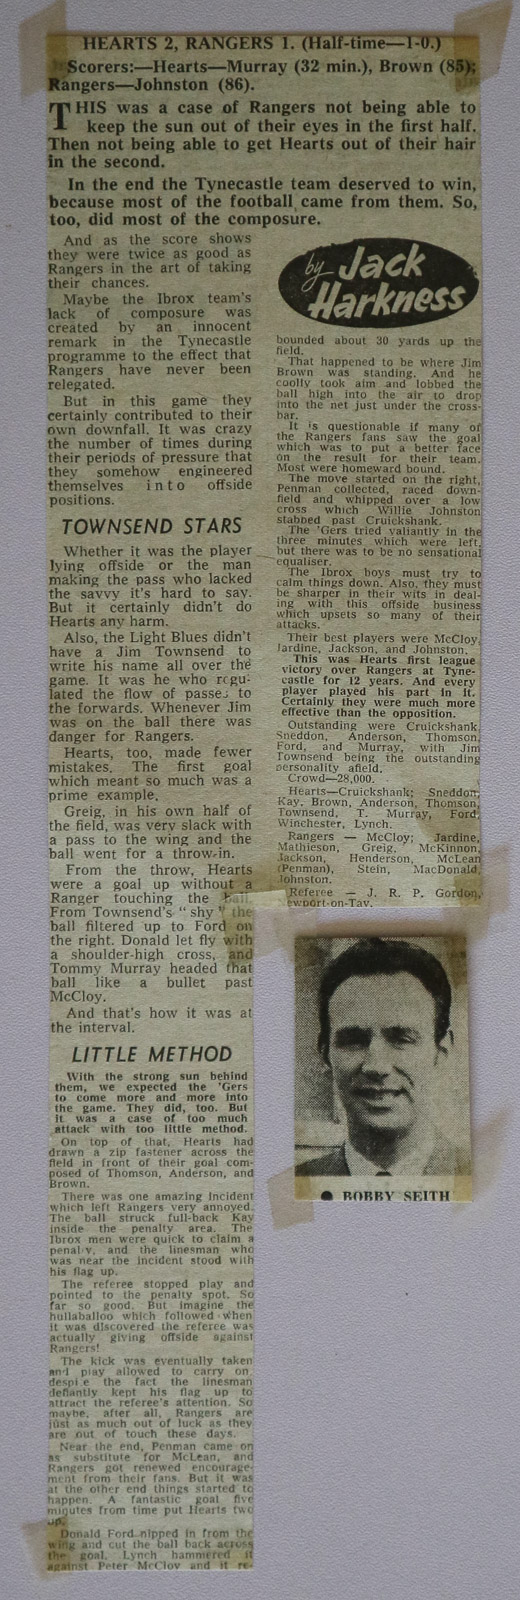 HEARTS 2, RANGERS 1. (Half-time—1-0.)
Scorers:—Hearts—Murray (32 min.), Brown (85);
Rangers—Johnston (86).
THIS was a case of Rangers not being able to
keep the sun out of their eyes in the first half.
Then not being able to get Hearts out of their hair
in the second.
In the end the Tynecastle team deserved to win,
because most of the football came from them. So,
too, did most of the composure.
And as the score shows
they were twice as good as
Rangers in the art of taking
their chances.
Maybe the Ibrox team's
lack of composure was
created by an innocent
remark in the Tynecastle
programme to the effect that
Rangers have never been
relegated.
But in this game they
certainly contributed to their
own downfall. It was crazy
the number of times during
their periods of pressure that
they somehow engineered
themselves into offside
positions.
TOWNSEND STARS
Whether it was the player
lying offside or the man
making the pass who lacked
the savvy it's hard to say.
But it certainly didn't do
Hearts any harm.
Also, the Light Blues didn't
have a Jim Townsend to
write his name all over the
game. It was he who regu-
lated the flow of passes to
the forwards. Whenever Jim
was on the ball there was
danger for Rangers.
Hearts, too, made fewer
mistakes. The first goal
which meant so much was a
prime example.
Greig, in his own half of
the field, was very slack with
a pass to the wing and the
ball went for a throw-in.
From the throw, Hearts
were a goal up without a
Ranger touching the ball.
From Townsend's "shy" the
ball filtered up to Ford on
the right. Donald let fly with
a shoulder-high cross, and
Tommy Murray headed that
ball like a bullet past
McCloy.
And that's how it was at
the interval.
LITTLE METHOD
With the strong sun behind
them, we expected the 'Gers
to come more and more into
the game. They did, too. But
it was a case of too much
attack with too little method.
On top of that, Hearts had
drawn a zip fastener across the
field in front of their goal com-
posed of Thomson, Anderson, and
Brown.
There was one amazing incident
which left Rangers very annoyed.
The ball struck full-back Kay
inside the penalty area. The
Ibrox men were quick to claim a
penalty, and the linesman who
was near the incident stood with
his flag up.
The referee stopped play and
pointed to the penalty spot. So
far so good. But imagine the
hullaballoo which followed when
it was discovered the referee was
actually giving offside against
Rangers!
The kick was eventually taken
and play allowed to carry on
despite the fact the linesman
defiantly kept his flag up to
attract the referee's attention. So
maybe, after all, Rangers are
just as much out of luck as they
are out of touch these days.
Near the end, Penman came on
as substitute for McLean, and
Rangers got renewed encourage-
ment from their fans. But it was
at the other end things started to
happen. A fantastic goal five
minutes from time put Hearts two
up.
Donald Ford nipped in from the
wing and cut the ball back across
the goal. Lynch hammered it
against Peter McCloy and it re-
by Jack
Harkness
bounded about 30 yards up the
field.
That happened to be where Jim
Brown was standing. And he
coolly took aim and lobbed the
ball high into the air to drop
into the net just under the cross-
bar.
It is questionable if many of
the Rangers fans saw the goal
which was to put a better face
on the result for their team.
Most were homeward bound.
The move started on the right,
Penman collected, raced down-
field and whipped over a low
cross which Willie Johnston
stabbed past Cruickshank.
The 'Gers tried valiantly in the
three minutes which were left,
but there was to be no sensational
equaliser.
The Ibrox boys must try to
calm things down. Also, they must
be sharper in their wits in deal-
ing with this offside business
which upsets so many of their
attacks.
Their best players were McCloy,
Jardine, Jackson, and Johnston.
This was Hearts first league
victory over Rangers at Tyne-
castle for 12 years. And every
player played his part in it.
Certainly they were much more
effective than the opposition.
Outstanding were Cruickshank,
Sneddon, Anderson, Thomson,
Ford, and Murray, with Jim
Townsend being the outstanding
personality afield.
Crowd—28,000.
Hearts—Cruickshank; Sneddon,
Kay, Brown, Anderson, Thomson,
Townsend, T. Murray, Ford,
Winchester, Lynch.
Rangers — McCloy; Jardine,
Mathieson, Greig, McKinnon,
Jackson, Henderson, McLean
(Penman), Stein, MacDonald,
Johnston.
Referee — J. R. P. Gordon,
ewport-on-Tay.
● BOBBY SEITH